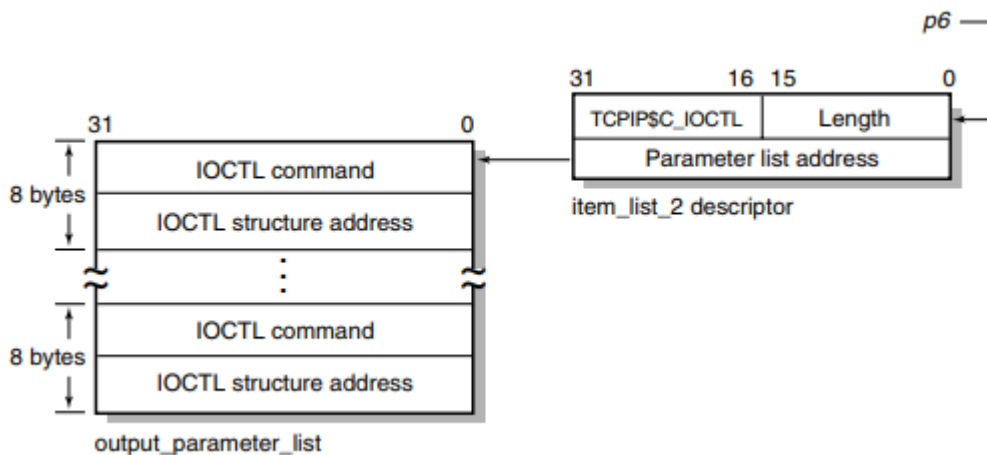 p6
31 16 15 0
TCPIP$C_IOCTL Length
Parameter list address
item_list_2 descriptor
31 0
8 bytes
IOCTL command
IOCTL structure address
8 bytes
IOCTL command
IOCTL structure address
output_parameter_list